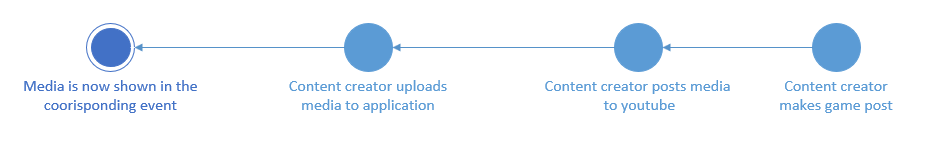 Media is now shown in the
coorisponding event
Content creator uploads
media to application
Content creator posts media
to youtube
Content creator
makes game post